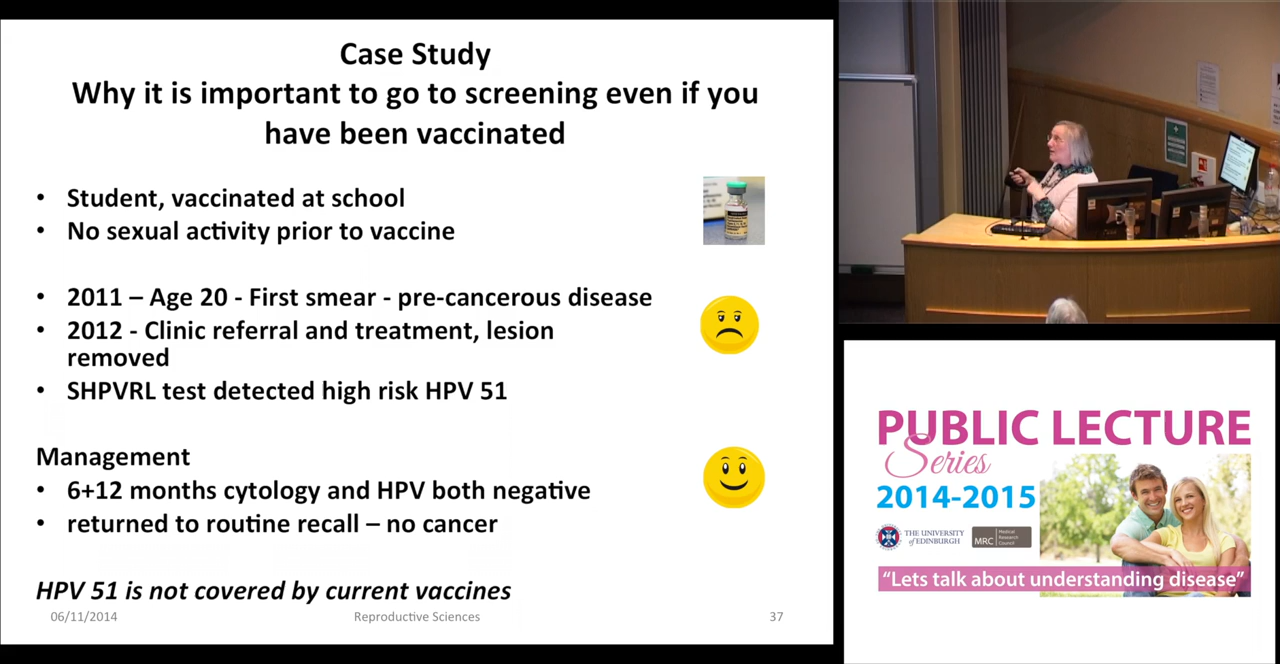 Case Study
Why it is important to go to screening even if you
have been vaccinated
• Student, vaccinated at school
• No sexual activity prior to vaccine
• 2011 – Age 20 - First smear - pre-cancerous disease
• 2012 - Clinic referral and treatment, lesion
removed
• SHPVRL test detected high risk HPV 51
Management
• 6+12 months cytology and HPV both negative
• returned to routine recall – no cancer
HPV 51 is not covered by current vaccines
06/11/2014 Reproductive Sciences 37
PUBLIC LECTURE
Series
2014-2015
THE UNIVERSITY
of EDINBURGH
MRC
Medical
Research
Council
“Lets talk about understanding disease”